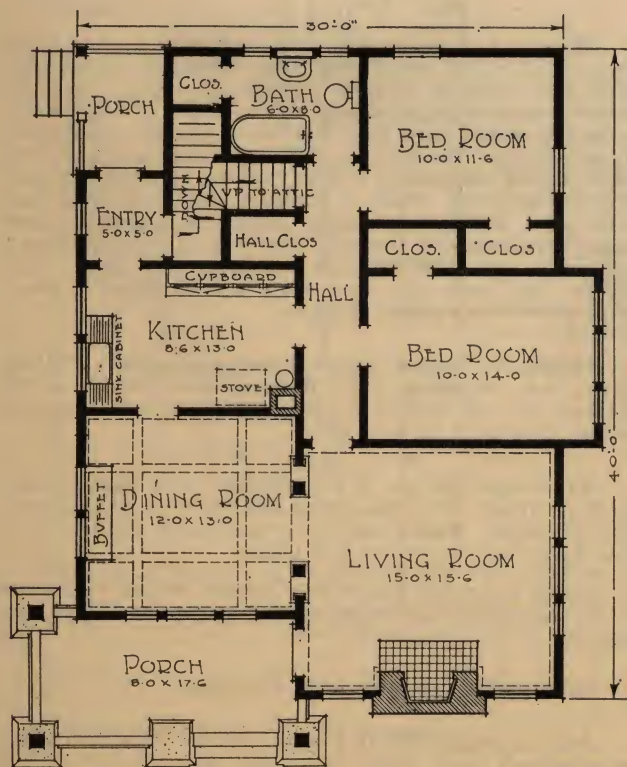 30'-0"
CLOS.
BATH
6-0x8-0
PORCH
BED ROOM
10-0 x 11-6
DOWN
UP TO ATTIC
ENTRY
5-0x5-0
HALL CLOS
CLOS.
CLOS
CUPBOARD
HALL
KITCHEN
8-6 x 13-0
SINK CABINET
STOVE
BED ROOM
10-0 x 14-0
40'-0"
DINING ROOM
12-0 x 13-0
BUFFET
LIVING ROOM
15-0 x 15-6
PORCH
8-0 x 17-6